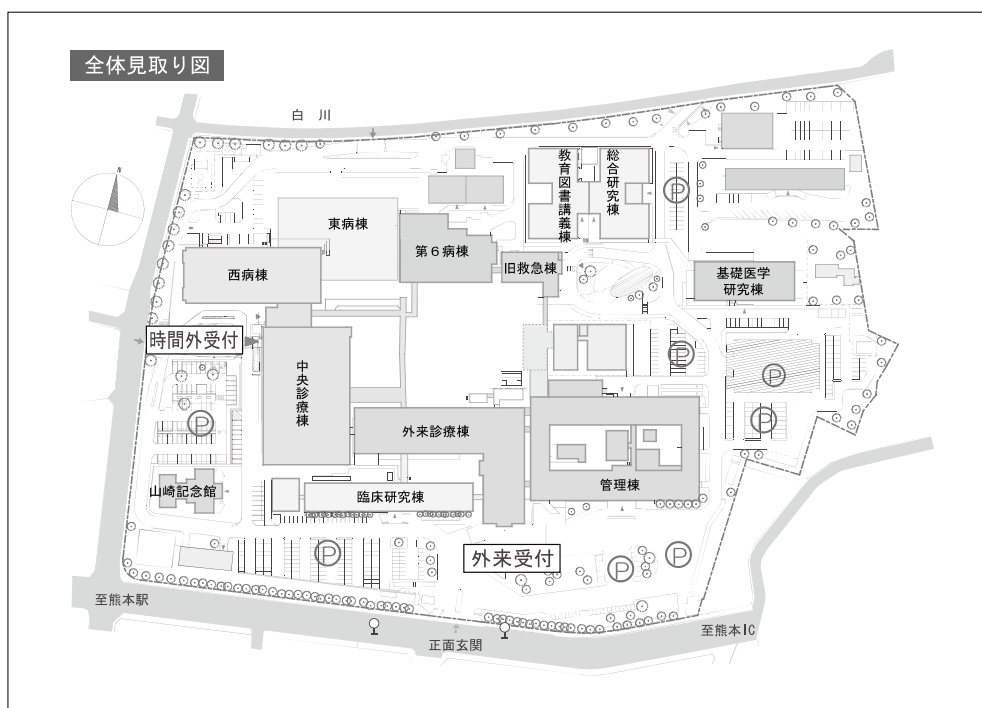 全体見取り図
白川
N
東病棟
教育図書講義棟
総合研究棟
P
第６病棟
旧救急棟
西病棟
基礎医学
研究棟
時間外受付
中央診療棟
P
P
P
P
外来診療棟
管理棟
山崎記念館
臨床研究棟
外来受付
P
P
P
至熊本駅
正面玄関
至熊本IC